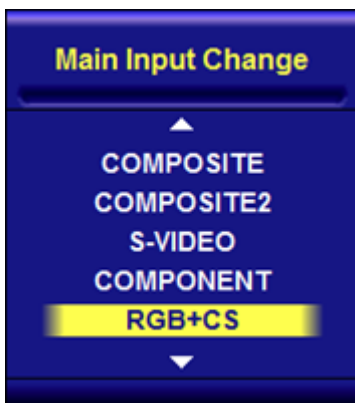 Main Input Change
COMPOSITE
COMPOSITE2
S-VIDEO
COMPONENT
RGB+CS